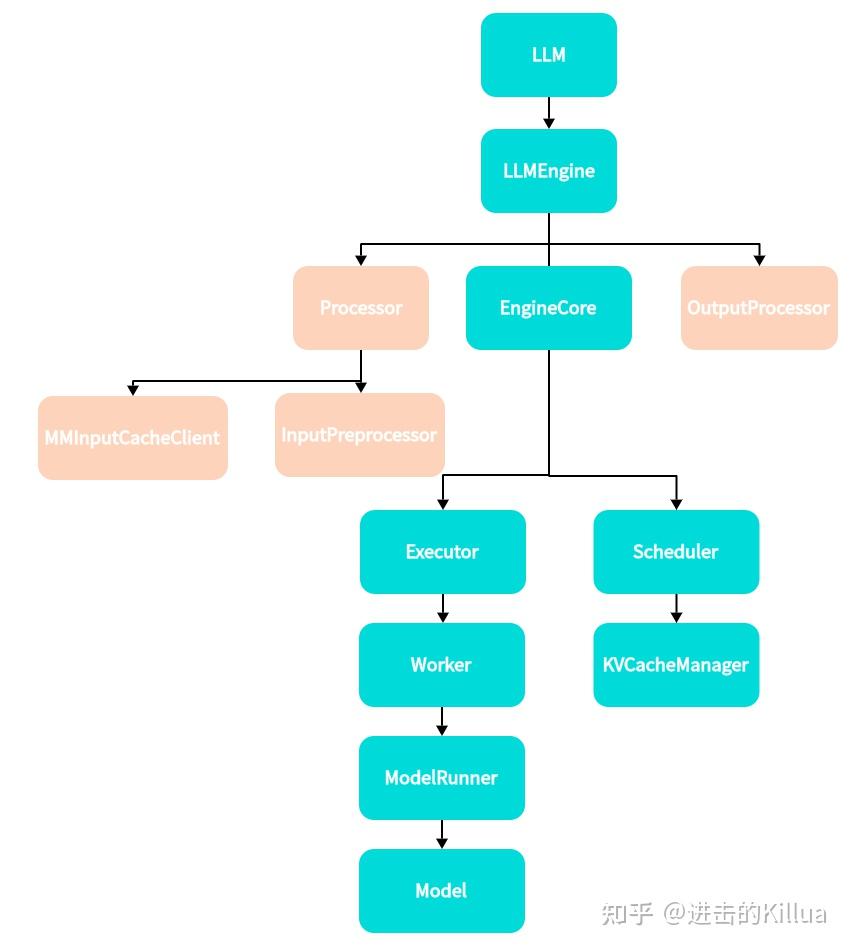 LLM
LLMEngine
Processor
EngineCore
OutputProcessor
MMInputCacheClient
InputPreprocessor
Executor
Scheduler
Worker
KVCacheManager
ModelRunner
Model
知乎 @进击的Killua